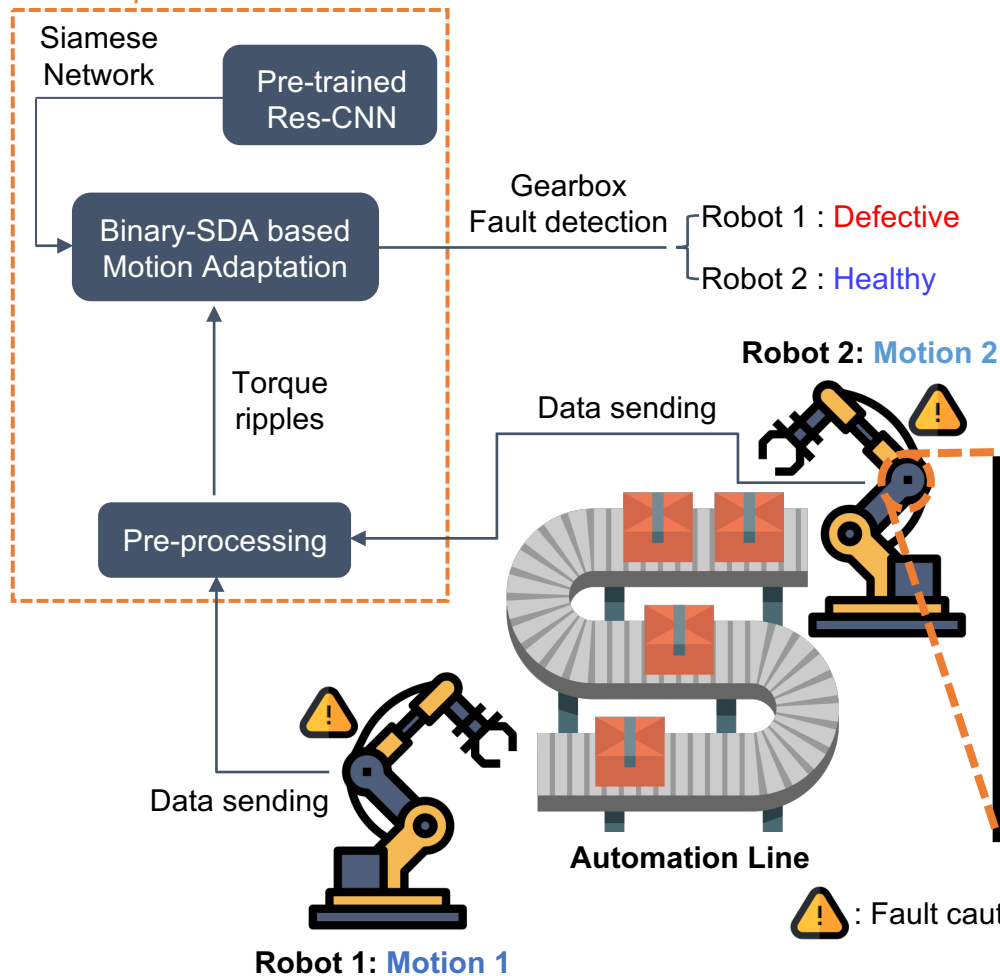 Siamese
Network
Pre-trained
Res-CNN
Binary-SDA based
Motion Adaptation
Gearbox
Fault detection
Robot 1 : Defective
Robot 2 : Healthy
Robot 2: Motion 2
Torque
ripples
Data sending
Pre-processing
Data sending
Automation Line
: Fault caut
Robot 1: Motion 1